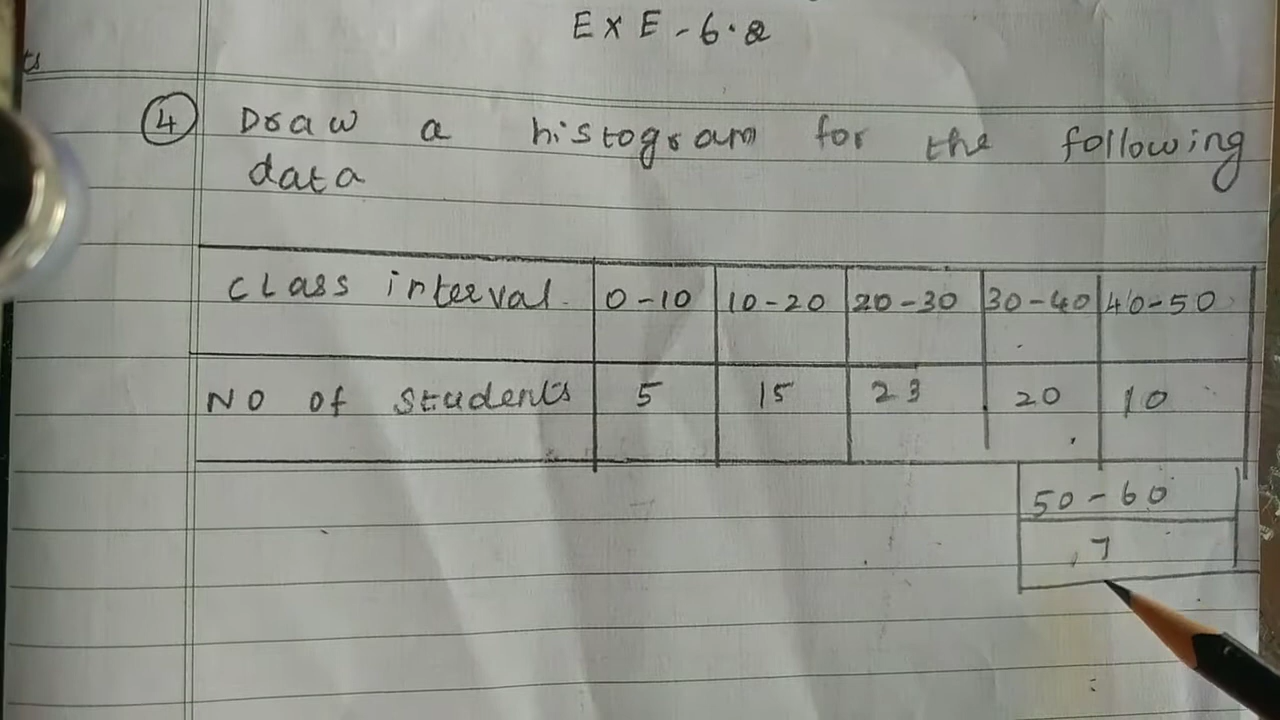 EXE-6.2
④ Draw a histogram for the following
data
Class interval 0-10 10-20 20-30 30-40 40-50
NO of Students 5 15 23 20 10
50-60
7